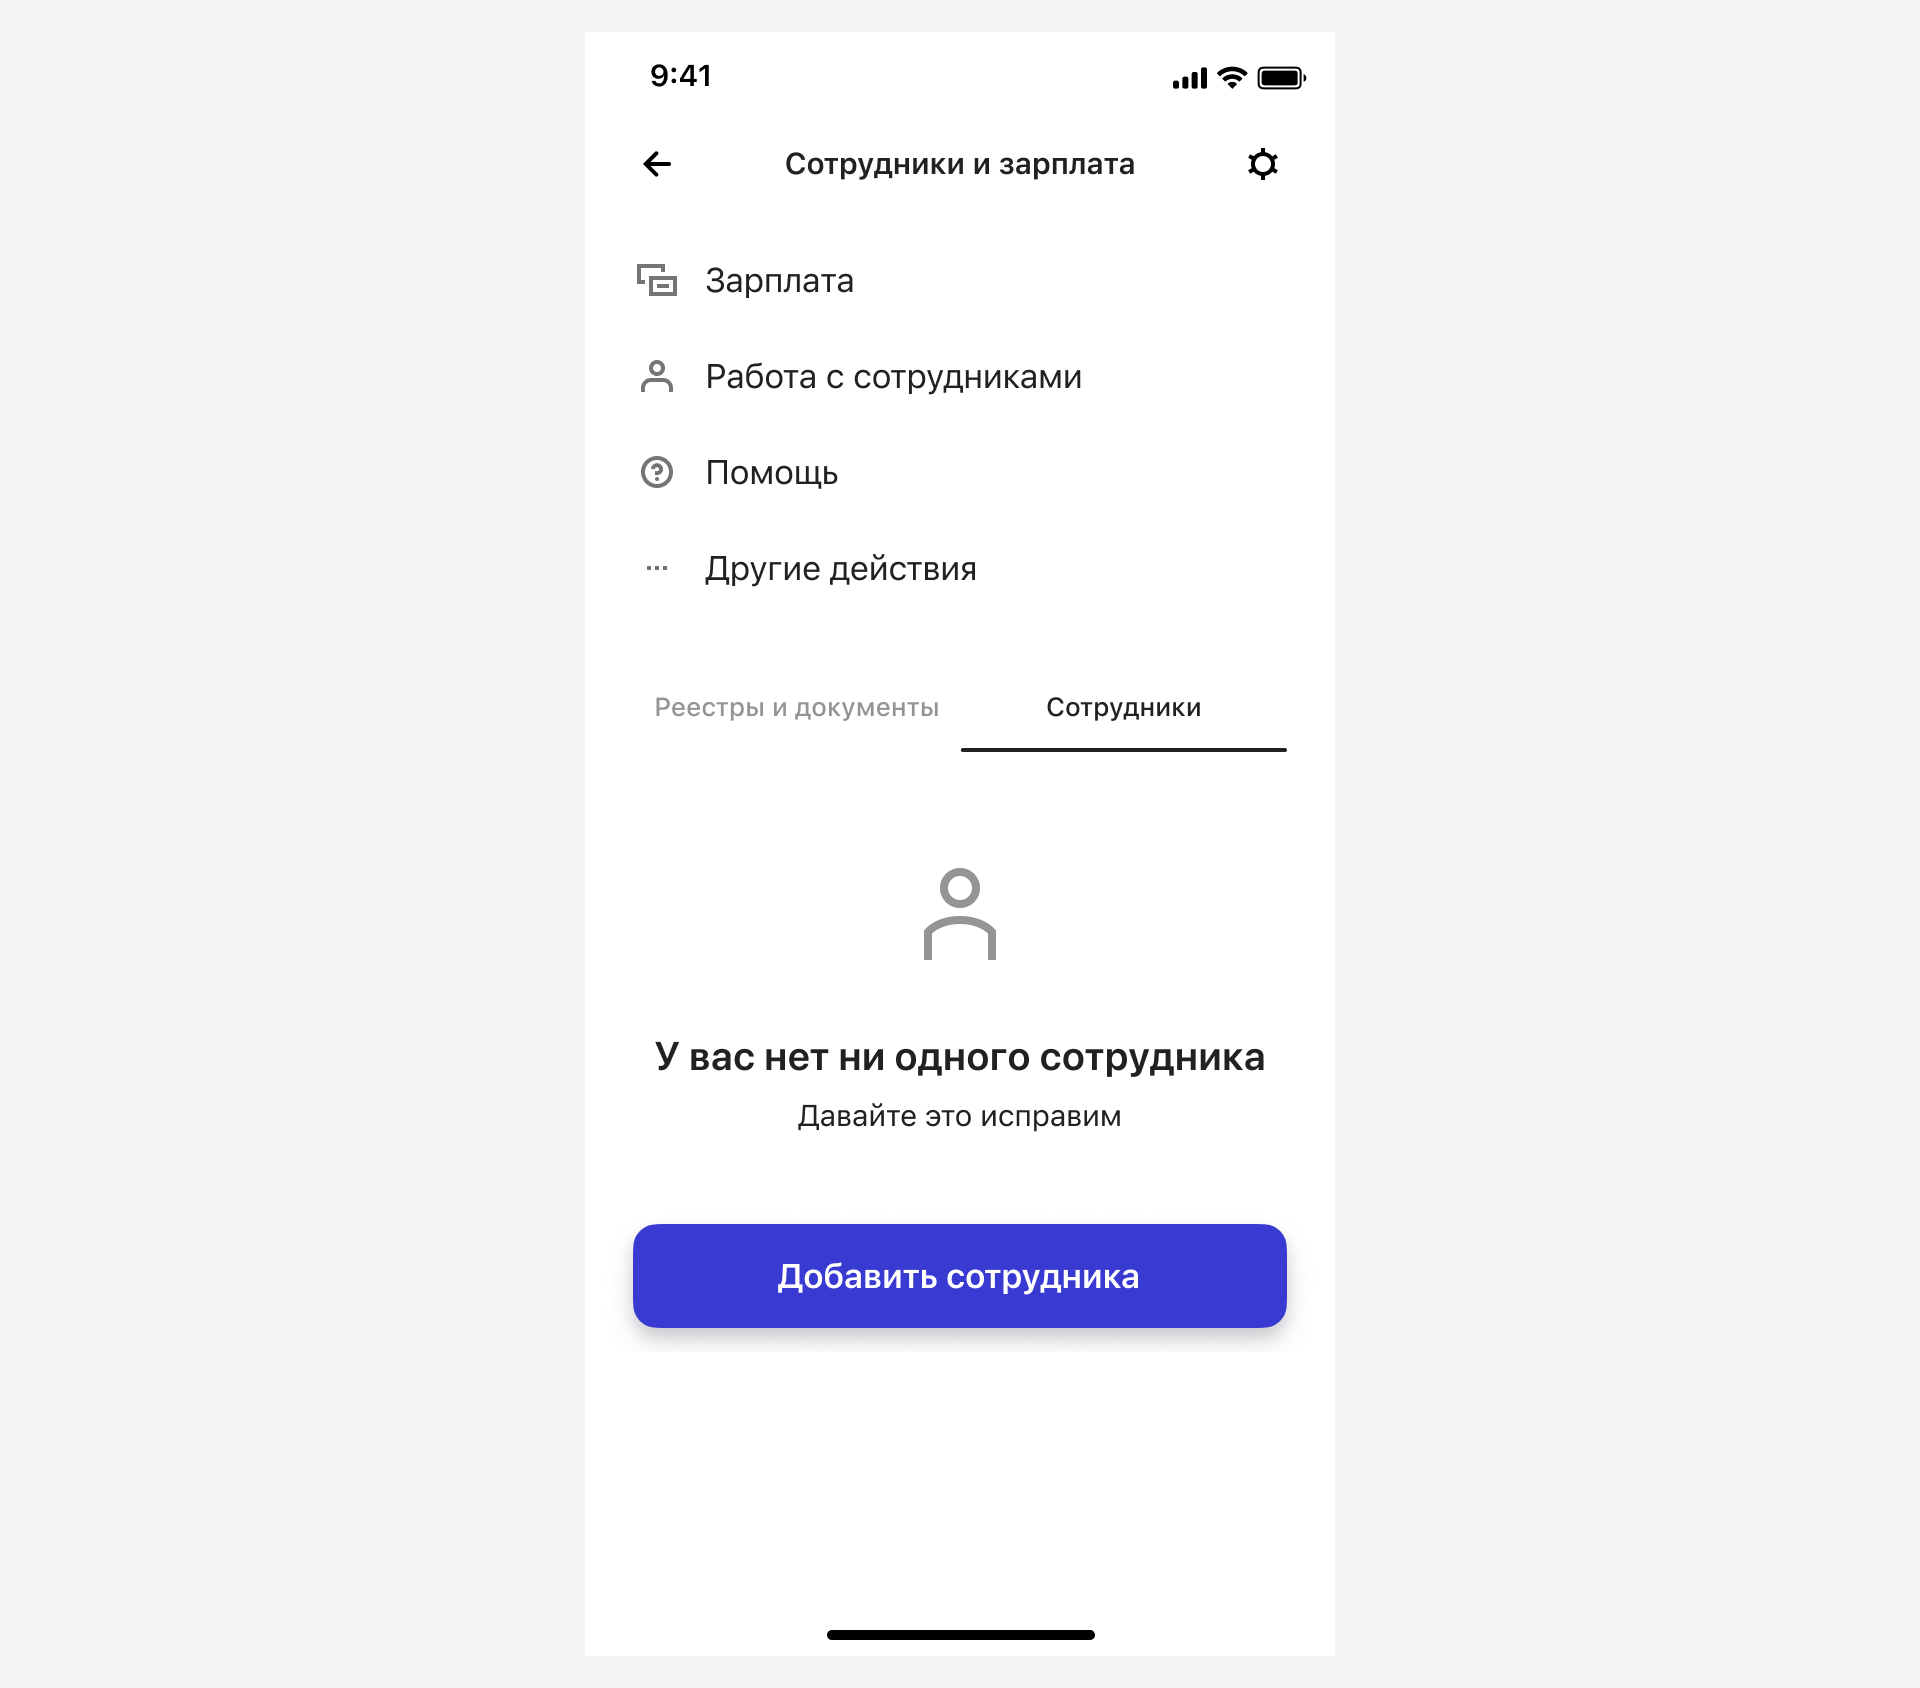 9:41
Сотрудники и зарплата
Зарплата
Работа с сотрудниками
Помощь
Другие действия
Реестры и документы
Сотрудники
У вас нет ни одного сотрудника
Давайте это исправим
Добавить сотрудника